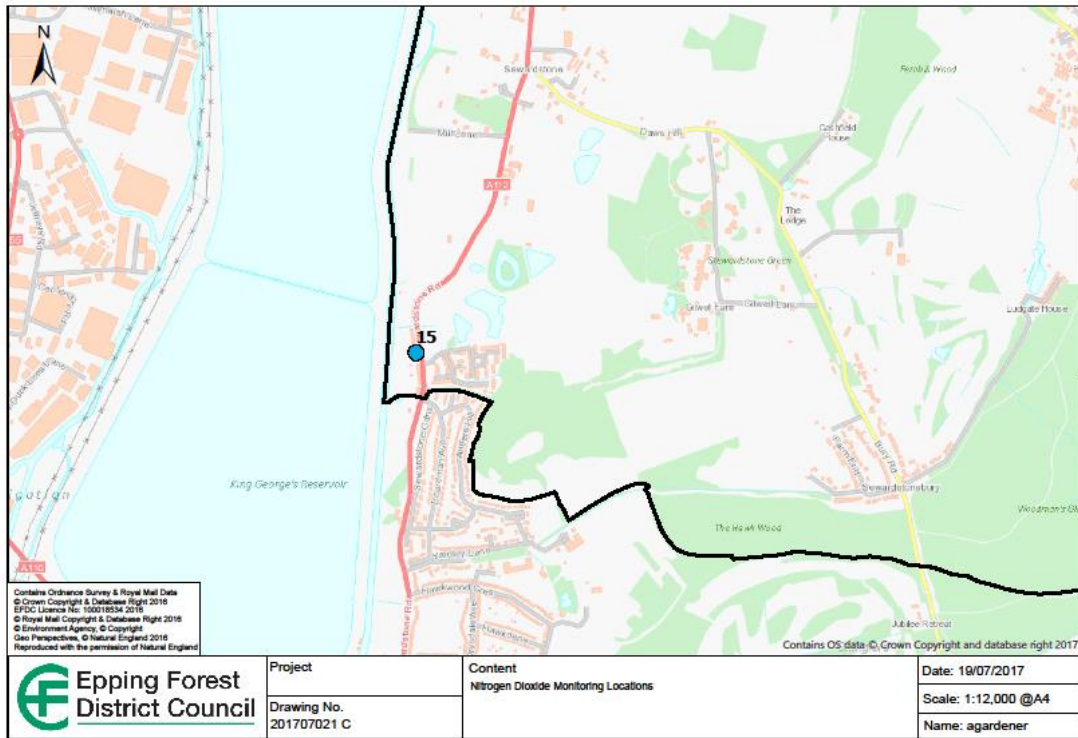 N
Sewardstone
Daws Hill
Gashfield
House
A112
The
Lodge
Sewardstone Green
Gilwell Lane
Ludgate House
15
Sewardstone Gdns
King George's Reservoir
Bury Rd
Sewardstonebury
The Hawk Wood
Hawkwood Cres
Jubilee Retreat
A110
Contains Ordnance Survey & Royal Mail Data
© Crown Copyright & Database Right 2016
EFDC Licence No: 100018534 2016
© Royal Mail Copyright & Database Right 2016
© Environment Agency, © Copyright
Geo Perspectives, © Natural England 2016
Reproduced with the permission of Natural England
Contains OS data © Crown Copyright and database right 2017
Epping Forest
District Council
Project
Drawing No.
201707021 C
Content
Nitrogen Dioxide Monitoring Locations
Date: 19/07/2017
Scale: 1:12,000 @A4
Name: agardener